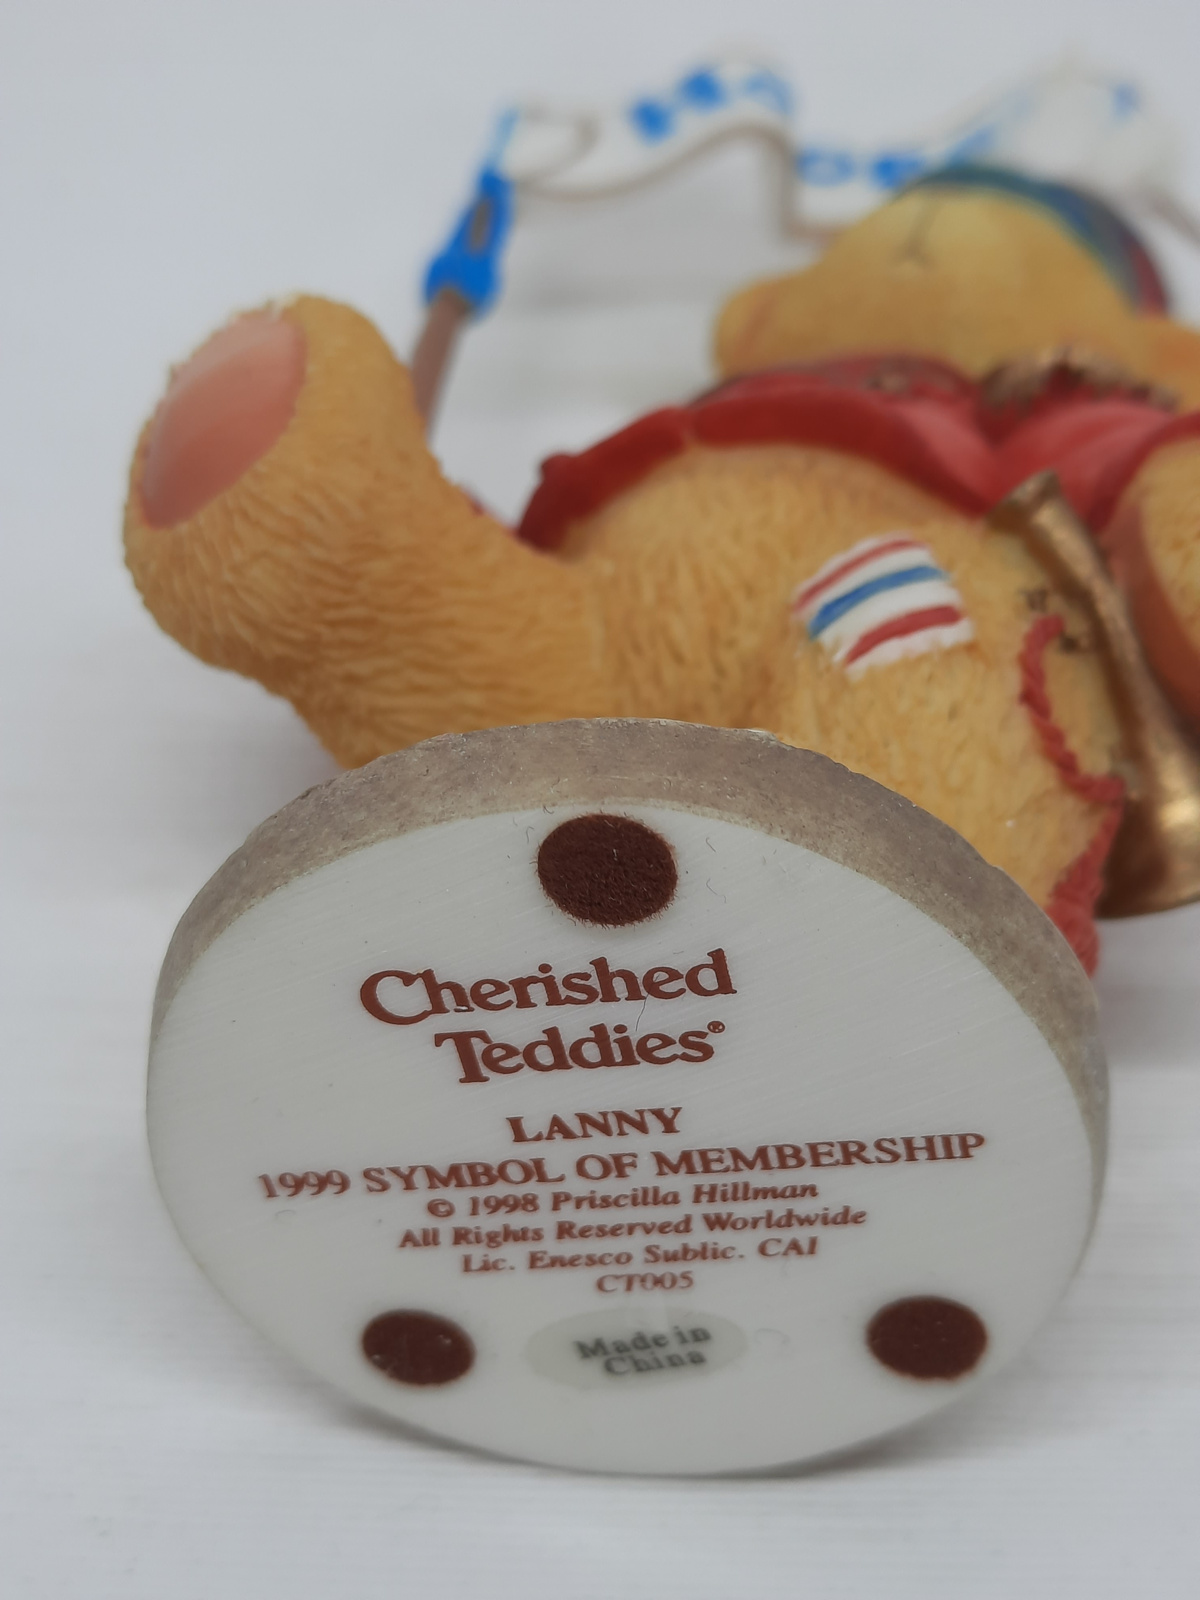 Cherished
Teddies®
LANNY
1999 SYMBOL OF MEMBERSHIP
© 1998 Priscilla Hillman
All Rights Reserved Worldwide
Lic. Enesco Sublic. CAI
CT005
Made in
China